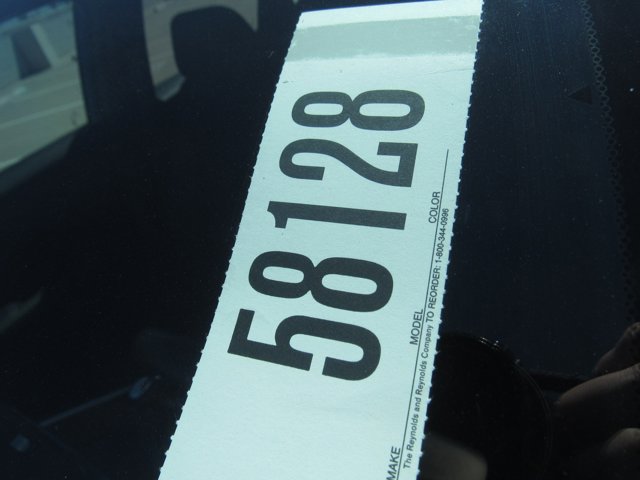 58128
MAKE MODEL COLOR
The Reynolds and Reynolds Company TO REORDER: 1-800-344-0996